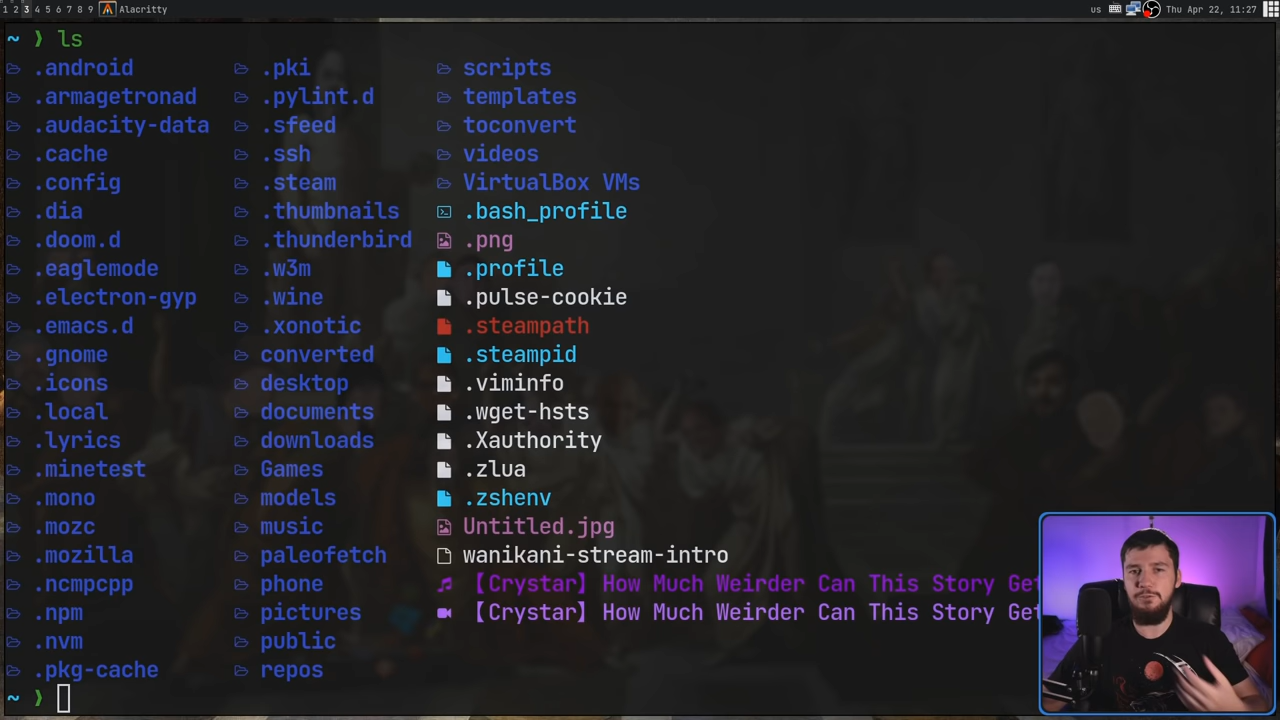 1 2 3 4 5 6 7 8 9 Alacritty us Thu Apr 22, 11:27
~ ❯ ls
.android .pki scripts
.armagetronad .pylint.d templates
.audacity-data .sfeed toconvert
.cache .ssh videos
.config .steam VirtualBox VMs
.dia .thumbnails .bash_profile
.doom.d .thunderbird .png
.eaglemode .w3m .profile
.electron-gyp .wine .pulse-cookie
.emacs.d .xonotic .steampath
.gnome converted .steampid
.icons desktop .viminfo
.local documents .wget-hsts
.lyrics downloads .Xauthority
.minetest Games .zlua
.mono models .zshenv
.mozc music Untitled.jpg
.mozilla paleofetch wanikani-stream-intro
.ncmpcpp phone 【Crystar】 How Much Weirder Can This Story Get
.npm pictures 【Crystar】 How Much Weirder Can This Story Get
.nvm public
.pkg-cache repos
~ ❯